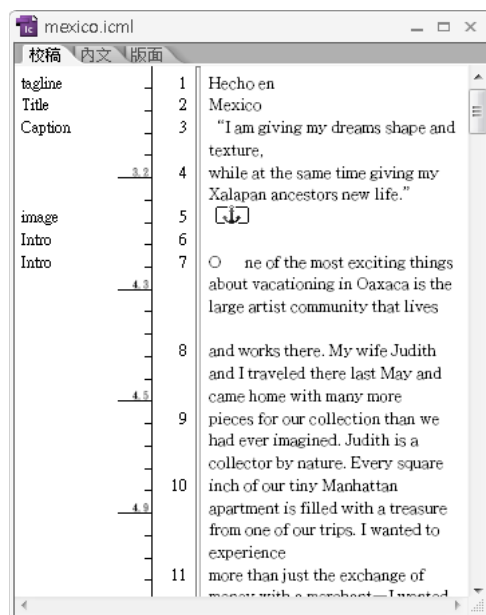 Ic mexico.icml
校稿 內文 版面
tagline 1 Hecho en
Title 2 Mexico
Caption 3 “I am giving my dreams shape and
texture,
3.2 4 while at the same time giving my
Xalapan ancestors new life.”
image 5
Intro 6
Intro 7 O ne of the most exciting things
4.3 about vacationing in Oaxaca is the
large artist community that lives
8 and works there. My wife Judith
and I traveled there last May and
4.5 came home with many more
9 pieces for our collection than we
had ever imagined. Judith is a
collector by nature. Every square
10 inch of our tiny Manhattan
4.9 apartment is filled with a treasure
from one of our trips. I wanted to
experience
11 more than just the exchange of
money with a merchant—I wanted